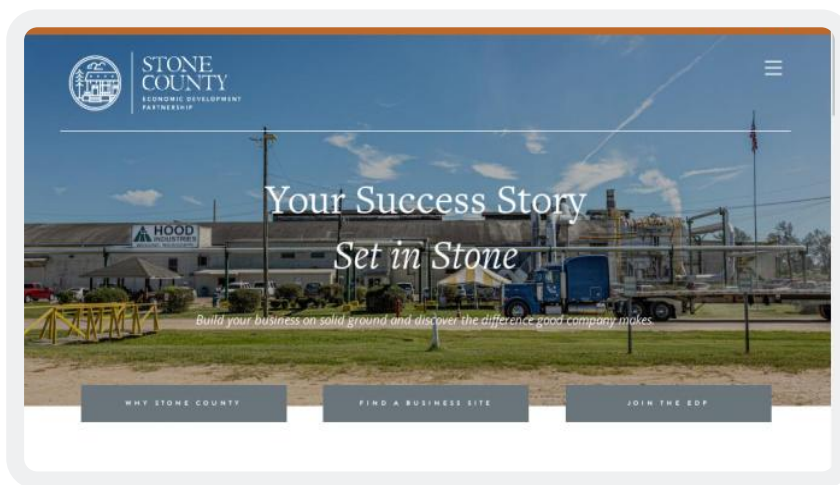 STONE
COUNTY
ECONOMIC DEVELOPMENT
PARTNERSHIP
Your Success Story
HOOD
INDUSTRIES
Set in Stone
Build your business on solid ground and discover the difference good company makes.
WHY STONE COUNTY
FIND A BUSINESS SITE
JOIN THE EDP